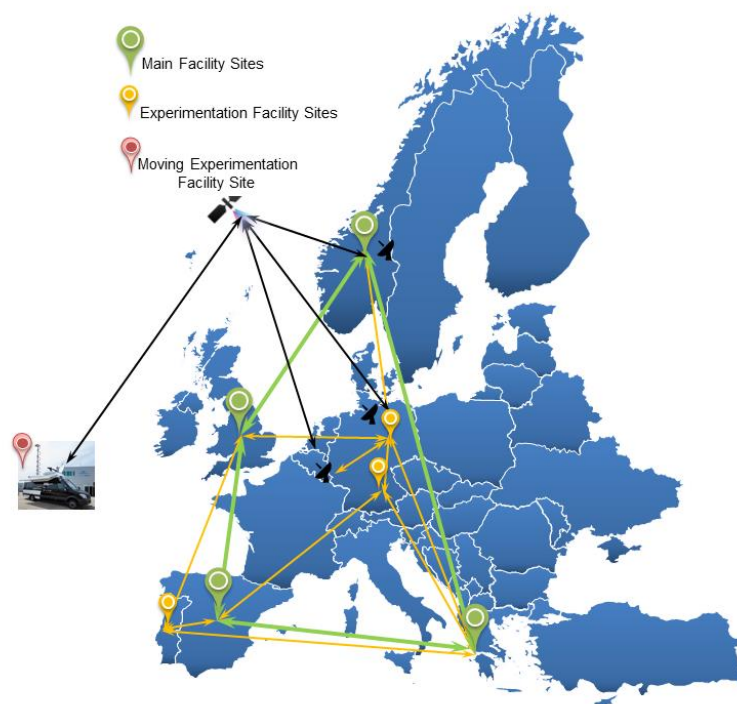 Main Facility Sites
Experimentation Facility Sites
Moving Experimentation
Facility Site